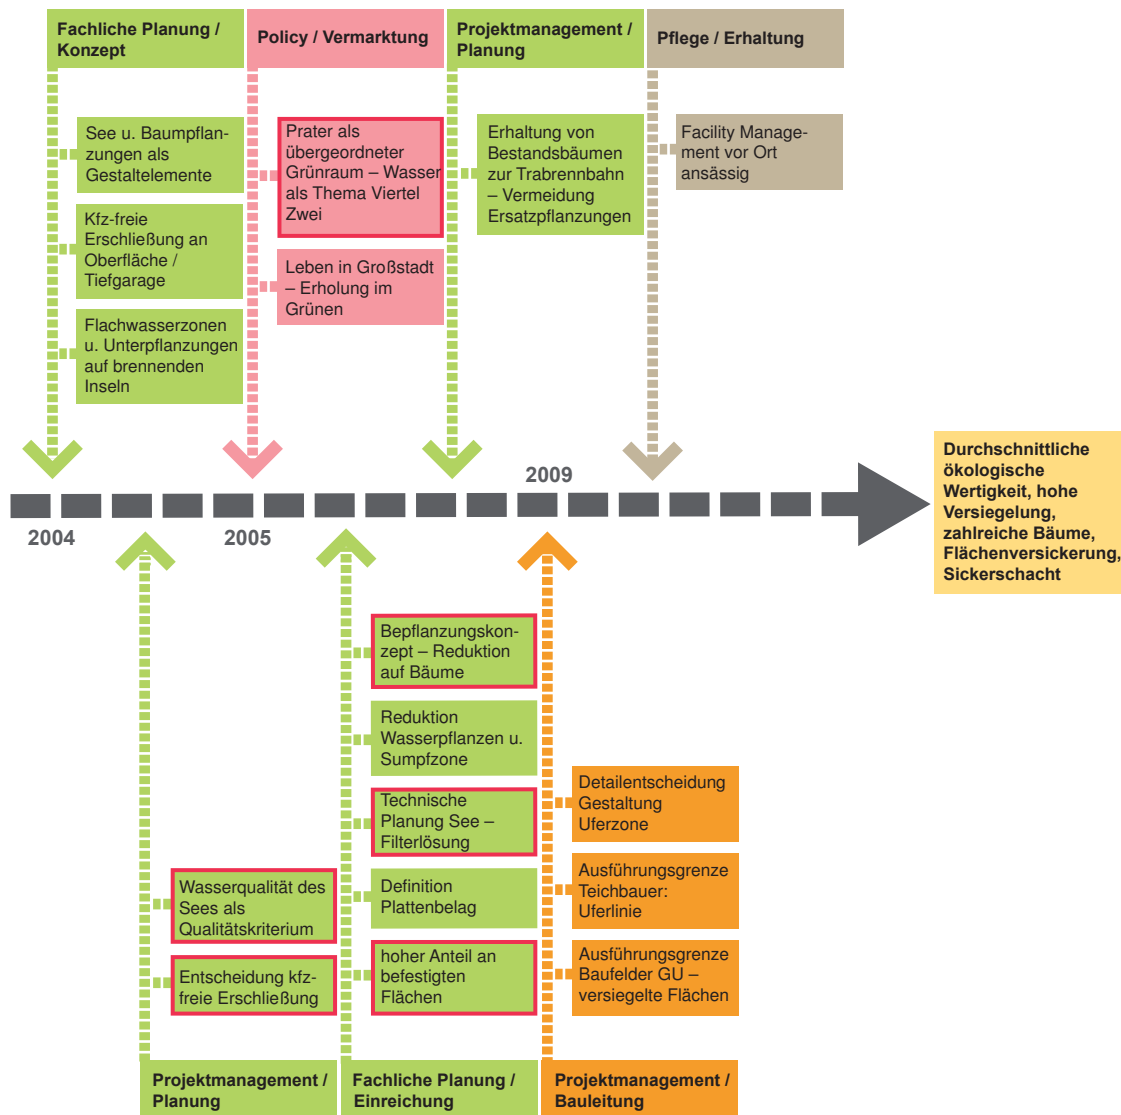 Fachliche Planung /
Konzept
See u. Baumpflan-
zungen als
Gestaltelemente
Kfz-freie
Erschließung an
Oberfläche /
Tiefgarage
Flachwasserzonen
u. Unterpflanzungen
auf brennenden
Inseln
Policy / Vermarktung
Prater als
übergeordneter
Grünraum – Wasser
als Thema Viertel
Zwei
Leben in Großstadt
– Erholung im
Grünen
Projektmanagement /
Planung
Erhaltung von
Bestandsbäumen
zur Trabrennbahn
– Vermeidung
Ersatzpflanzungen
Pflege / Erhaltung
Facility Manage-
ment vor Ort
ansässig
2004
2005
2009
Durchschnittliche
ökologische
Wertigkeit, hohe
Versiegelung,
zahlreiche Bäume,
Flächenversickerung,
Sickerschacht
Wasserqualität des
Sees als
Qualitätskriterium
Entscheidung kfz-
freie Erschließung
Projektmanagement /
Planung
Bepflanzungskon-
zept – Reduktion
auf Bäume
Reduktion
Wasserpflanzen u.
Sumpfzone
Technische
Planung See –
Filterlösung
Definition
Plattenbelag
hoher Anteil an
befestigten
Flächen
Fachliche Planung /
Einreichung
Detailentscheidung
Gestaltung
Uferzone
Ausführungsgrenze
Teichbauer:
Uferlinie
Ausführungsgrenze
Baufelder GU –
versiegelte Flächen
Projektmanagement /
Bauleitung